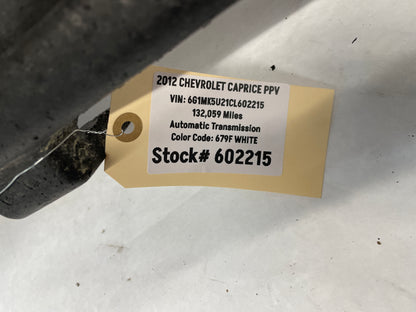 2012 CHEVROLET CAPRICE PPV
VIN: 6G1MK5U21CL602215
132,059 Miles
Automatic Transmission
Color Code: 679F WHITE
Stock# 602215